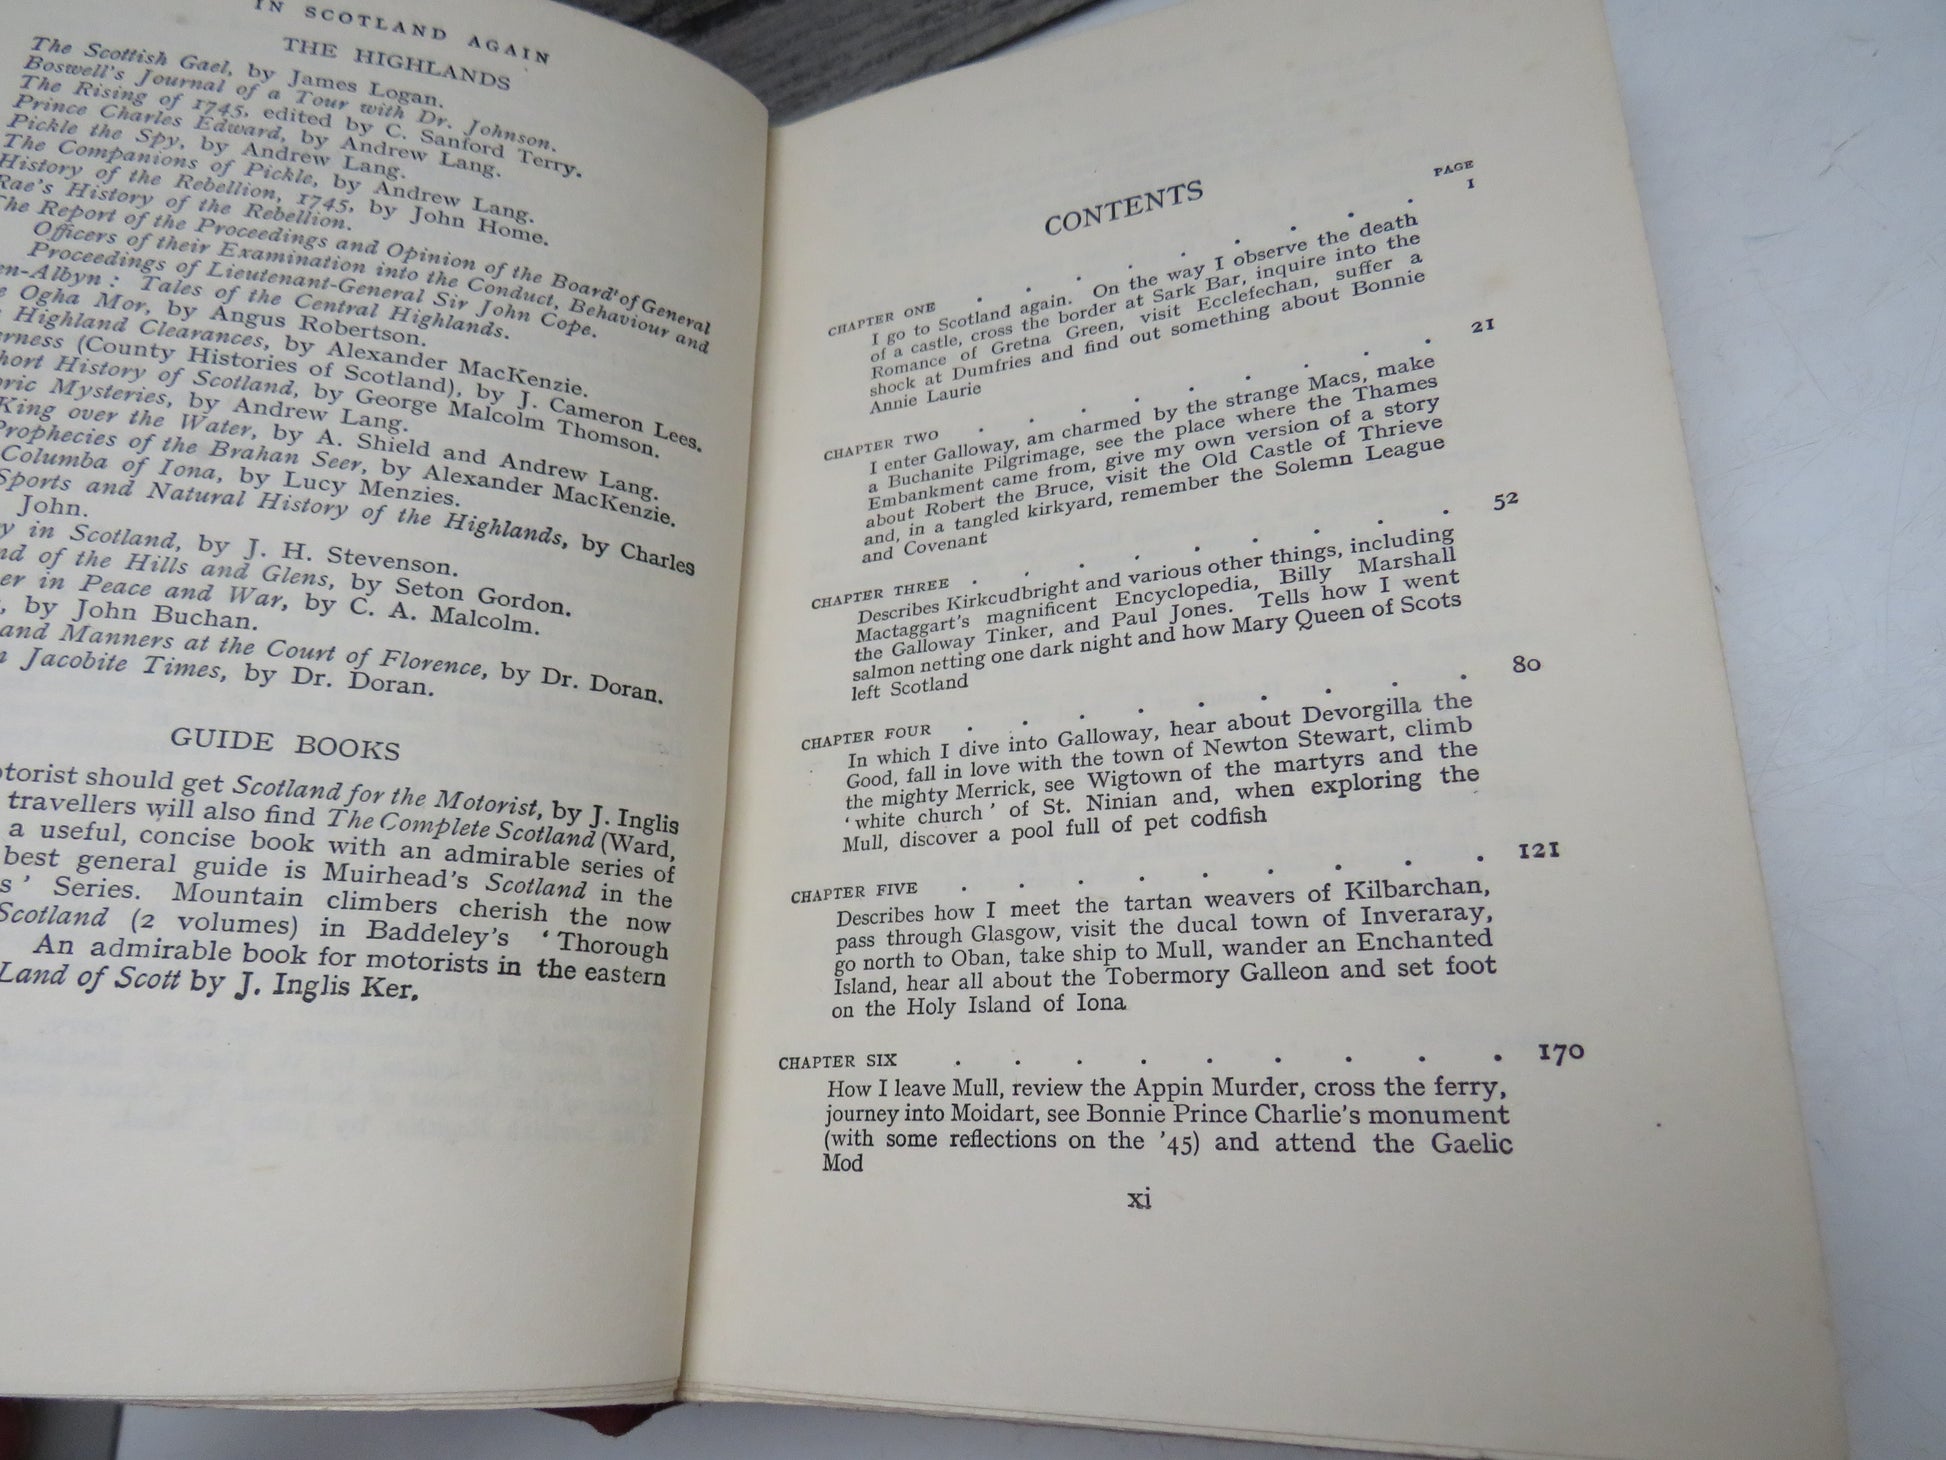 IN SCOTLAND AGAIN
THE HIGHLANDS
The Scottish Gael, by James Logan.
Boswell's Journal of a Tour with Dr. Johnson.
The Rising of 1745, edited by C. Sanford Terry.
Prince Charles Edward, by Andrew Lang.
Pickle the Spy, by Andrew Lang.
The Companions of Pickle, by Andrew Lang.
History of the Rebellion, 1745, by John Home.
Rae's History of the Rebellion.
The Report of the Proceedings and Opinion of the Board of General
Officers of their Examination into the Conduct, Behaviour and
Proceedings of Lieutenant-General Sir John Cope.
en-Albyn: Tales of the Central Highlands.
Ogha Mor, by Angus Robertson.
Highland Clearances, by Alexander MacKenzie.
erness (County Histories of Scotland), by J. Cameron Lees.
hort History of Scotland, by George Malcolm Thomson.
oric Mysteries, by Andrew Lang.
King over the Water, by A. Shield and Andrew Lang.
Prophecies of the Brahan Seer, by Alexander MacKenzie.
Columba of Iona, by Lucy Menzies.
Sports and Natural History of the Highlands, by Charles
John.
y in Scotland, by J. H. Stevenson.
nd of the Hills and Glens, by Seton Gordon.
er in Peace and War, by C. A. Malcolm.
, by John Buchan.
and Manners at the Court of Florence, by Dr. Doran.
n Jacobite Times, by Dr. Doran.
GUIDE BOOKS
otorist should get Scotland for the Motorist, by J. Inglis
travellers will also find The Complete Scotland (Ward,
a useful, concise book with an admirable series of
best general guide is Muirhead's Scotland in the
s' Series. Mountain climbers cherish the now
Scotland (2 volumes) in Baddeley's 'Thorough
An admirable book for motorists in the eastern
Land of Scott by J. Inglis Ker.
CONTENTS
PAGE
CHAPTER ONE . . . . . . . . 1
I go to Scotland again. On the way I observe the death
of a castle, cross the border at Sark Bar, inquire into the
Romance of Gretna Green, visit Ecclefechan, suffer a
shock at Dumfries and find out something about Bonnie
Annie Laurie
CHAPTER TWO . . . . . . . . 21
I enter Galloway, am charmed by the strange Macs, make
a Buchanite Pilgrimage, see the place where the Thames
Embankment came from, give my own version of a story
about Robert the Bruce, visit the Old Castle of Thrieve
and, in a tangled kirkyard, remember the Solemn League
and Covenant
CHAPTER THREE . . . . . . . . 52
Describes Kirkcudbright and various other things, including
Mactaggart's magnificent Encyclopedia, Billy Marshall
the Galloway Tinker, and Paul Jones. Tells how I went
salmon netting one dark night and how Mary Queen of Scots
left Scotland
CHAPTER FOUR . . . . . . . . 80
In which I dive into Galloway, hear about Devorgilla the
Good, fall in love with the town of Newton Stewart, climb
the mighty Merrick, see Wigtown of the martyrs and the
'white church' of St. Ninian and, when exploring the
Mull, discover a pool full of pet codfish
CHAPTER FIVE . . . . . . . . 121
Describes how I meet the tartan weavers of Kilbarchan,
pass through Glasgow, visit the ducal town of Inveraray,
go north to Oban, take ship to Mull, wander an Enchanted
Island, hear all about the Tobermory Galleon and set foot
on the Holy Island of Iona
CHAPTER SIX . . . . . . . . 170
How I leave Mull, review the Appin Murder, cross the ferry,
journey into Moidart, see Bonnie Prince Charlie's monument
(with some reflections on the '45) and attend the Gaelic
Mod
xi